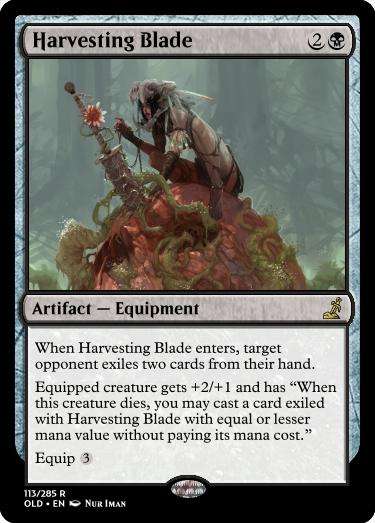 Harvesting Blade 2
Artifact — Equipment
When Harvesting Blade enters, target
opponent exiles two cards from their hand.
Equipped creature gets +2/+1 and has “When
this creature dies, you may cast a card exiled
with Harvesting Blade with equal or lesser
mana value without paying its mana cost.”
Equip 3
113/285 R
OLD • EN Nur Iman